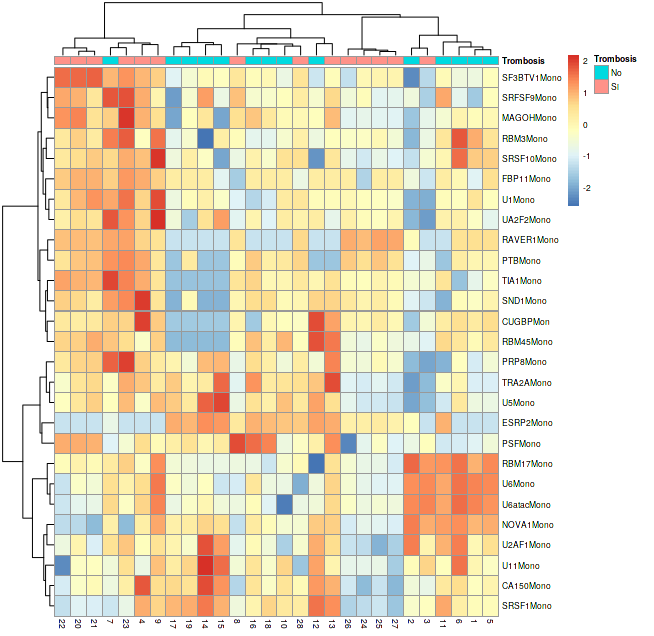 Trombosis
SF3BTV1Mono
SRFSF9Mono
MAGOHMono
RBM3Mono
SRSF10Mono
FBP11Mono
U1Mono
UA2F2Mono
RAVER1Mono
PTBMono
TIA1Mono
SND1Mono
CUGBPMon
RBM45Mono
PRP8Mono
TRA2AMono
U5Mono
ESRP2Mono
PSFMono
RBM17Mono
U6Mono
U6atacMono
NOVA1Mono
U2AF1Mono
U11Mono
CA150Mono
SRSF1Mono
22 20 21 7 23 4 9 17 19 14 15 8 16 18 10 28 12 13 26 24 25 27 2 3 11 6 1 5
2
1
0
-1
-2
Trombosis
No
SI